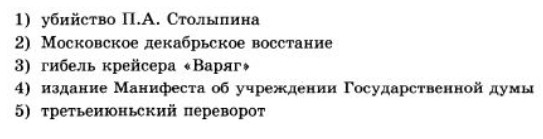 1) убийство П.А. Столыпина
2) Московское декабрьское восстание
3) гибель крейсера «Варяг»
4) издание Манифеста об учреждении Государственной думы
5) третьеиюньский переворот